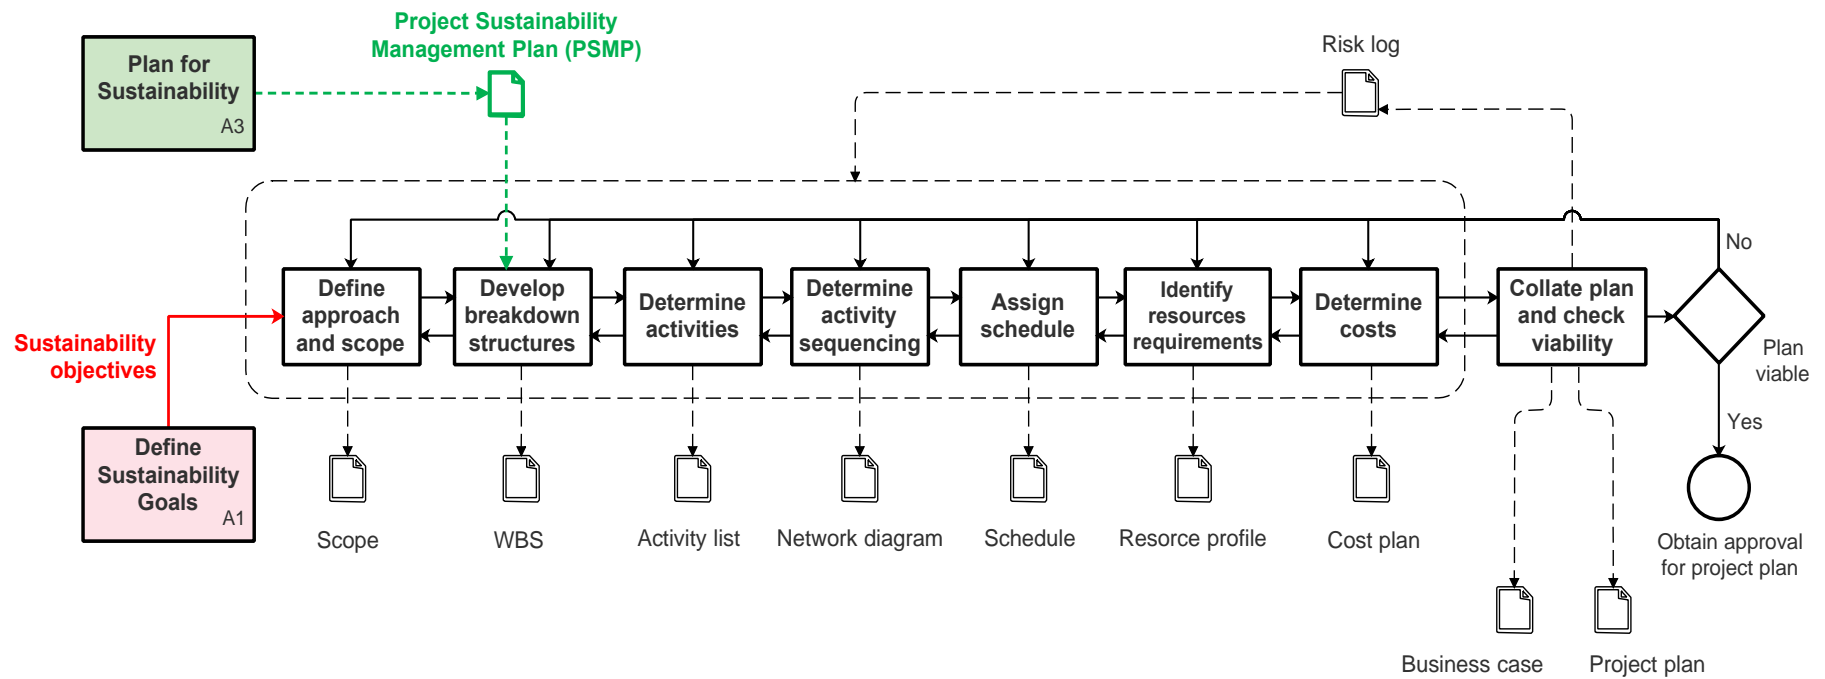 Project Sustainability
Management Plan (PSMP)
Plan for
Sustainability
A3
Risk log
No
Define
approach
and scope
Develop
breakdown
structures
Determine
activities
Determine
activity
sequencing
Assign
schedule
Identify
resources
requirements
Determine
costs
Collate plan
and check
viability
Plan
viable
Sustainability
objectives
Yes
Define
Sustainability
Goals
A1
Scope
WBS
Activity list
Network diagram
Schedule
Resorce profile
Cost plan
Obtain approval
for project plan
Business case
Project plan